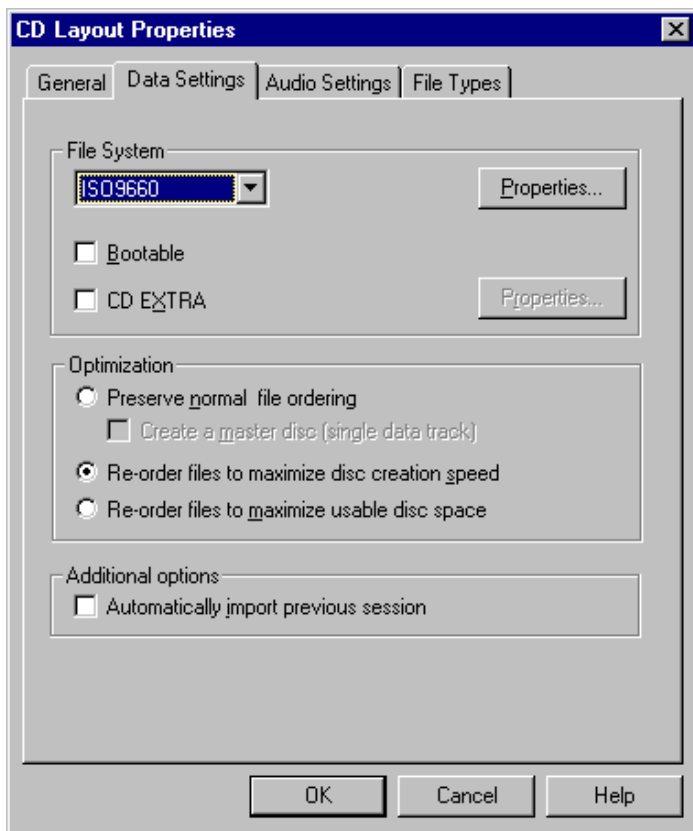 CD Layout Properties
General Data Settings Audio Settings File Types
File System
ISO9660 Properties...
Bootable
CD EXTRA Properties...
Optimization
Preserve normal file ordering
Create a master disc (single data track)
Re-order files to maximize disc creation speed
Re-order files to maximize usable disc space
Additional options
Automatically import previous session
OK Cancel Help